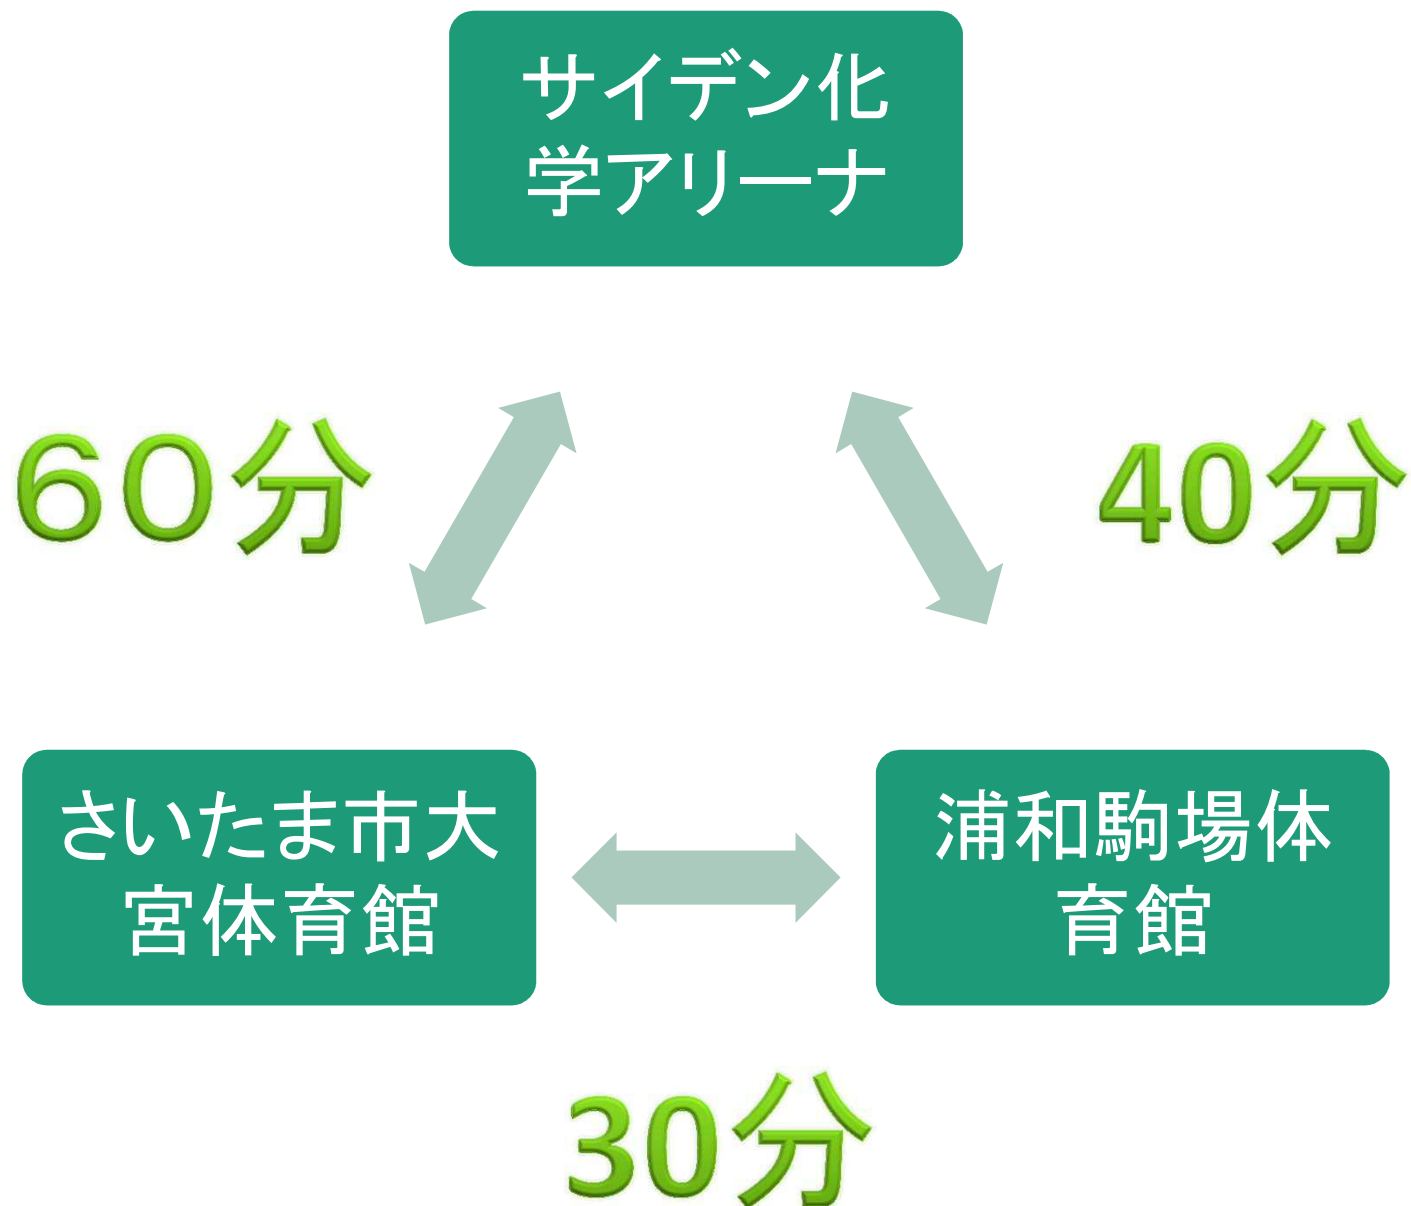 サイデン化
学アリーナ
６０分
40分
さいたま市大
宮体育館
浦和駒場体
育館
30分